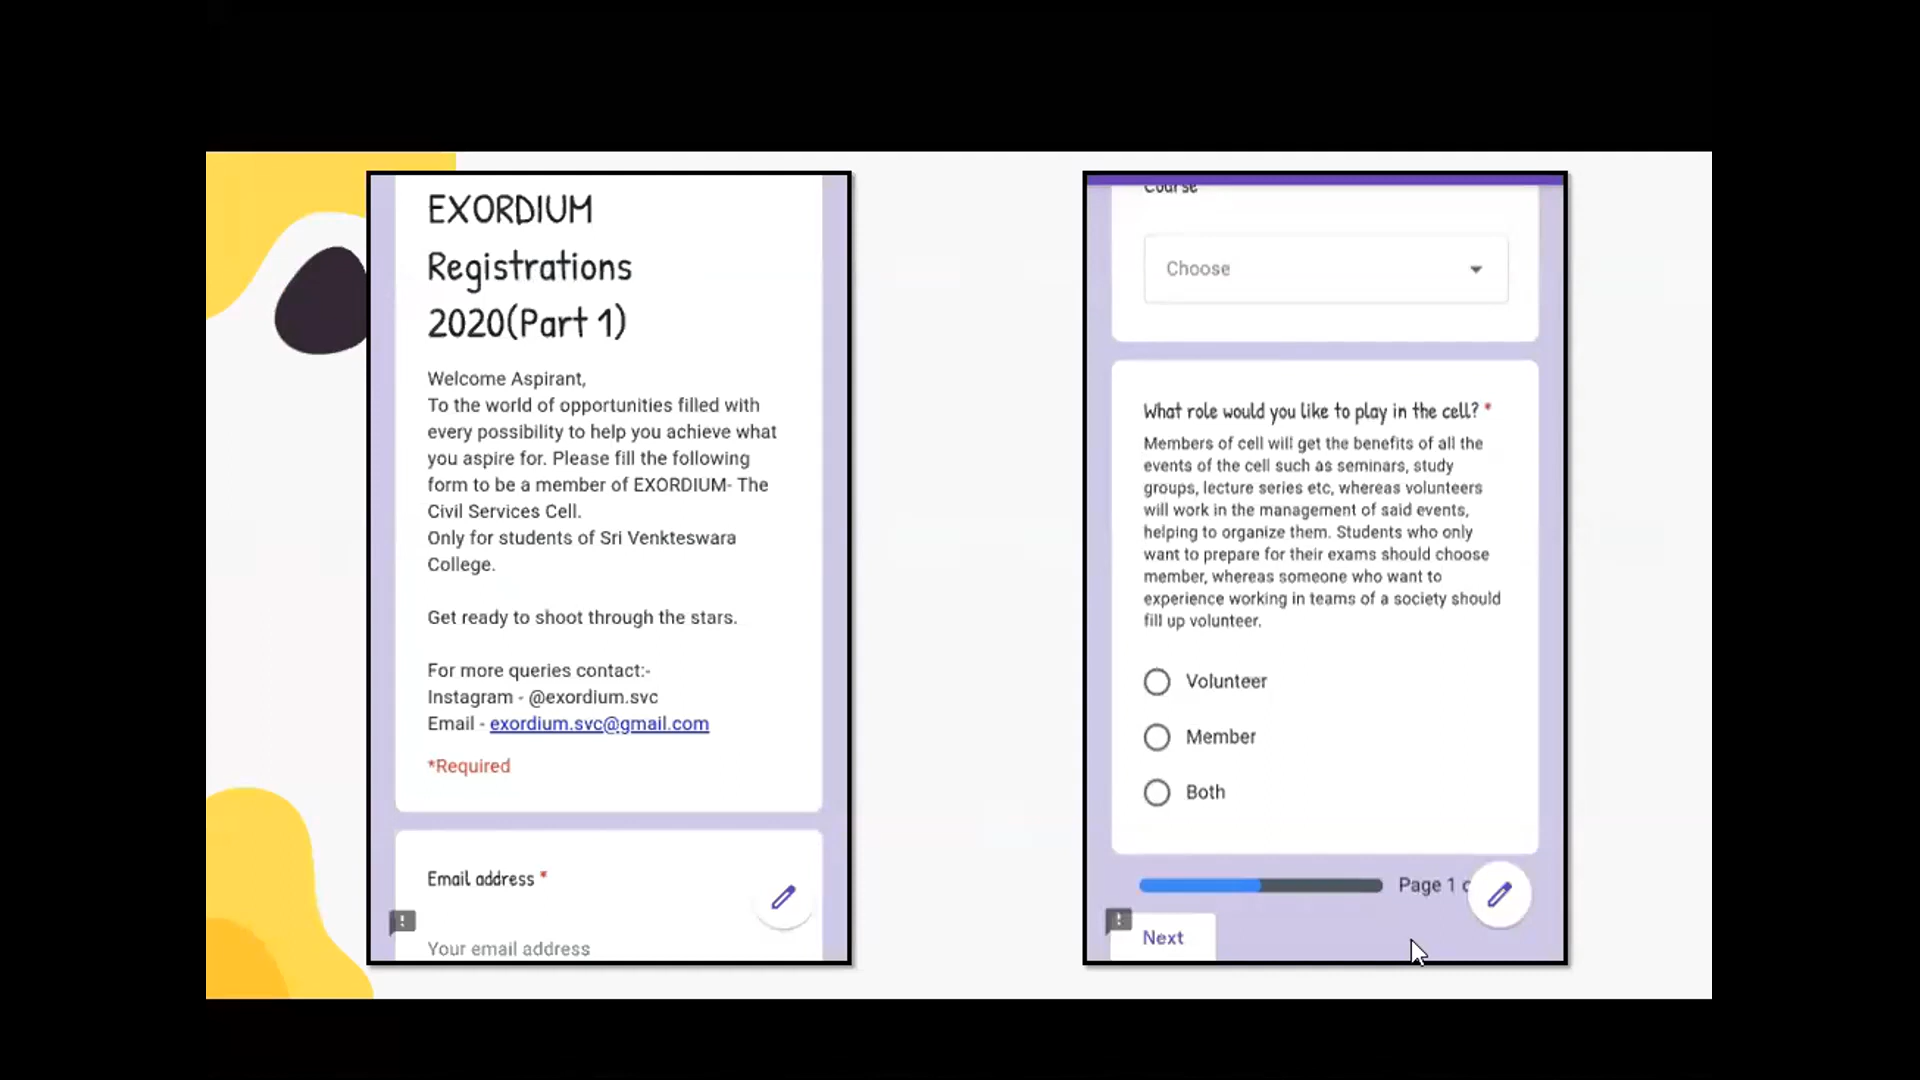 EXORDIUM
Registrations
2020(Part 1)
Welcome Aspirant,
To the world of opportunities filled with
every possibility to help you achieve what
you aspire for. Please fill the following
form to be a member of EXORDIUM- The
Civil Services Cell.
Only for students of Sri Venkteswara
College.
Get ready to shoot through the stars.
For more queries contact:-
Instagram - @exordium.svc
Email - exordium.svc@gmail.com
*Required
Email address *
Your email address
Course
Choose
What role would you like to play in the cell? *
Members of cell will get the benefits of all the
events of the cell such as seminars, study
groups, lecture series etc, whereas volunteers
will work in the management of said events,
helping to organize them. Students who only
want to prepare for their exams should choose
member, whereas someone who want to
experience working in teams of a society should
fill up volunteer.
Volunteer
Member
Both
Page 1
Next